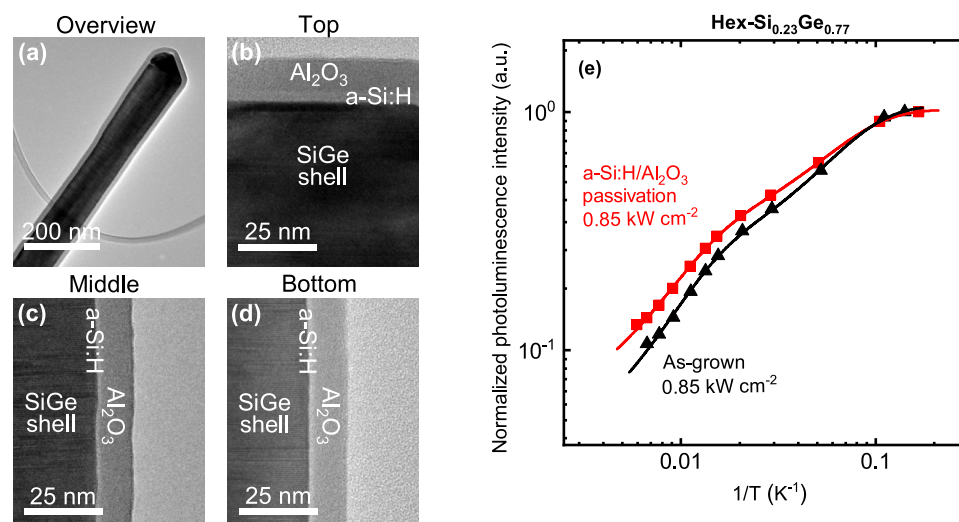 Overview
(a)
200 nm
Top
(b)
Al₂O₃
a-Si:H
SiGe
shell
25 nm
Middle
(c)
a-Si:H
SiGe
shell
Al₂O₃
25 nm
Bottom
(d)
a-Si:H
SiGe
shell
Al₂O₃
25 nm
Hex-Si₀.₂₃Ge₀.₇₇
(e)
Normalized photoluminescence intensity (a.u.)
10⁰
10⁻¹
a-Si:H/Al₂O₃
passivation
0.85 kW cm⁻²
As-grown
0.85 kW cm⁻²
0.01
0.1
1/T (K⁻¹)